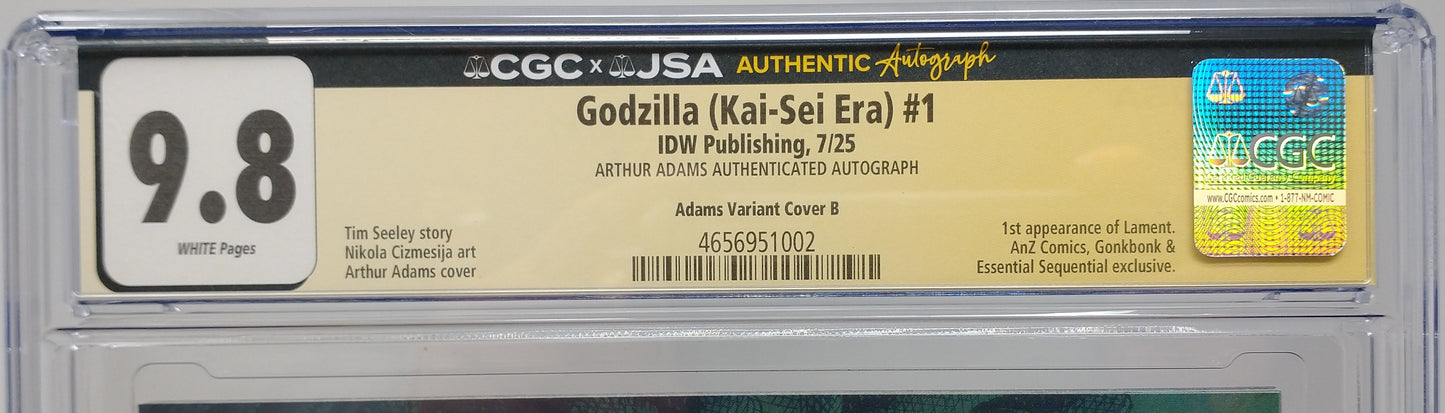 CGC x JSA AUTHENTIC Autograph
9.8
WHITE Pages
Godzilla (Kai-Sei Era) #1
IDW Publishing, 7/25
ARTHUR ADAMS AUTHENTICATED AUTOGRAPH
Adams Variant Cover B
4656951002
Tim Seeley story
Nikola Cizmesija art
Arthur Adams cover
1st appearance of Lament.
AnZ Comics, Gonkbonk &
Essential Sequential exclusive.
CGC
www.CGCcomics.com • 1-877-NM-COMIC